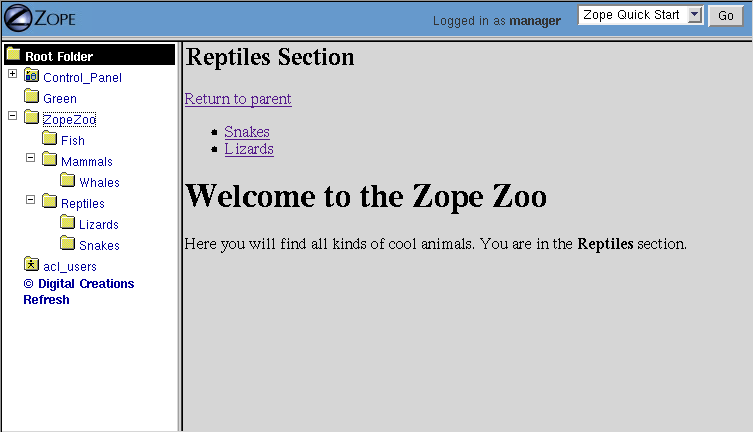 ZOPE
Logged in as manager
Zope Quick Start
Go
Root Folder
Control_Panel
Green
ZopeZoo
Fish
Mammals
Whales
Reptiles
Lizards
Snakes
acl_users
© Digital Creations
Refresh
Reptiles Section
Return to parent
Snakes
Lizards
Welcome to the Zope Zoo
Here you will find all kinds of cool animals. You are in the Reptiles section.